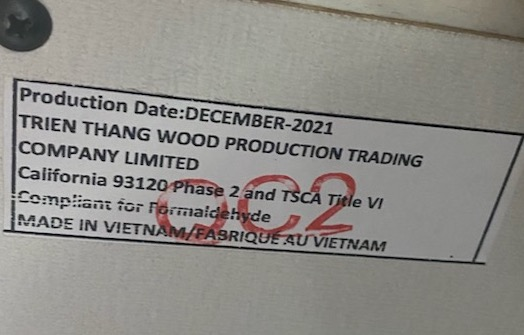 Production Date:DECEMBER-2021
TRIEN THANG WOOD PRODUCTION TRADING
COMPANY LIMITED
California 93120 Phase 2 and TSCA Title VI
Compliant for Formaldehyde
MADE IN VIETNAM/FABRIQUÉ AU VIETNAM
QC2